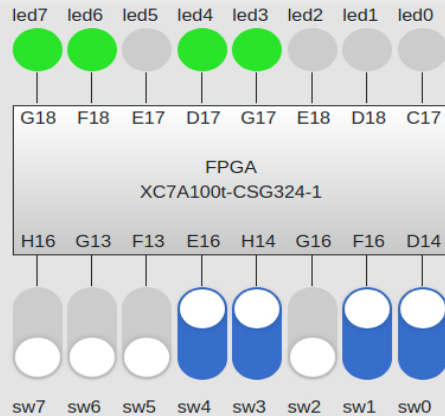 led7 led6 led5 led4 led3 led2 led1 led0
G18 F18 E17 D17 G17 E18 D18 C17
FPGA
XC7A100t-CSG324-1
H16 G13 F13 E16 H14 G16 F16 D14
sw7 sw6 sw5 sw4 sw3 sw2 sw1 sw0